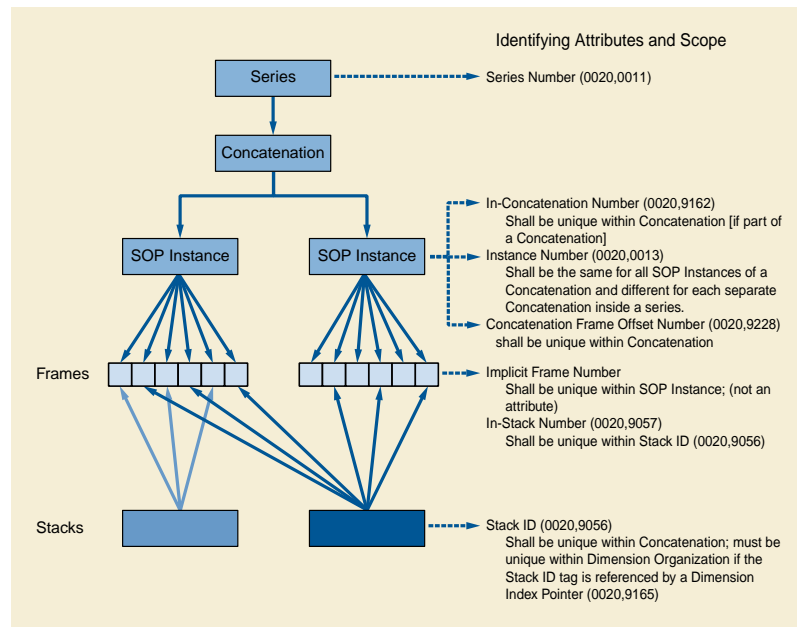 Identifying Attributes and Scope
Series
Series Number (0020,0011)
Concatenation
In-Concatenation Number (0020,9162)
Shall be unique within Concatenation [if part of
a Concatenation]
SOP Instance
SOP Instance
Instance Number (0020,0013)
Shall be the same for all SOP Instances of a
Concatenation and different for each separate
Concatenation inside a series.
Concatenation Frame Offset Number (0020,9228)
shall be unique within Concatenation
Frames
Implicit Frame Number
Shall be unique within SOP Instance; (not an
attribute)
In-Stack Number (0020,9057)
Shall be unique within Stack ID (0020,9056)
Stacks
Stack ID (0020,9056)
Shall be unique within Concatenation; must be
unique within Dimension Organization if the
Stack ID tag is referenced by a Dimension
Index Pointer (0020,9165)